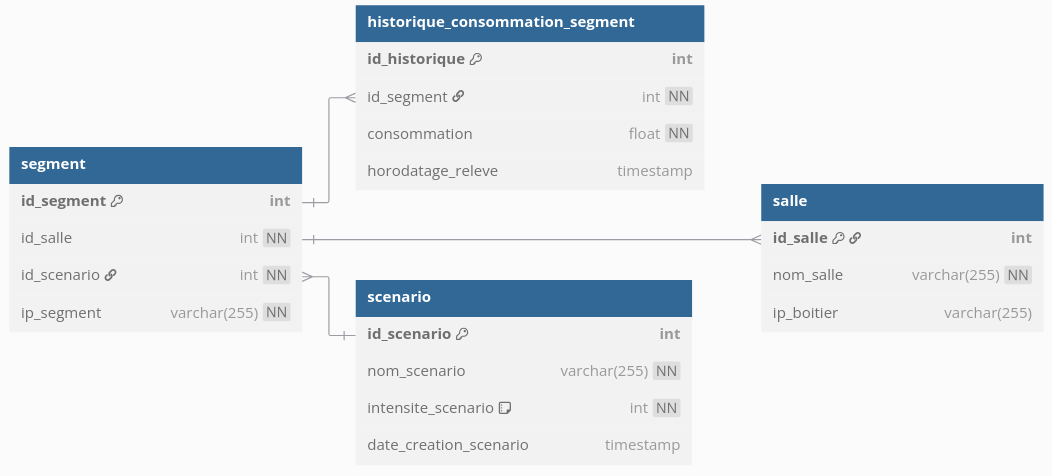 historique_consommation_segment
id_historique int
id_segment int NN
consommation float NN
horodatage_releve timestamp
segment
id_segment int
id_salle int NN
id_scenario int NN
ip_segment varchar(255) NN
salle
id_salle int
nom_salle varchar(255) NN
ip_boitier varchar(255)
scenario
id_scenario int
nom_scenario varchar(255) NN
intensite_scenario int NN
date_creation_scenario timestamp